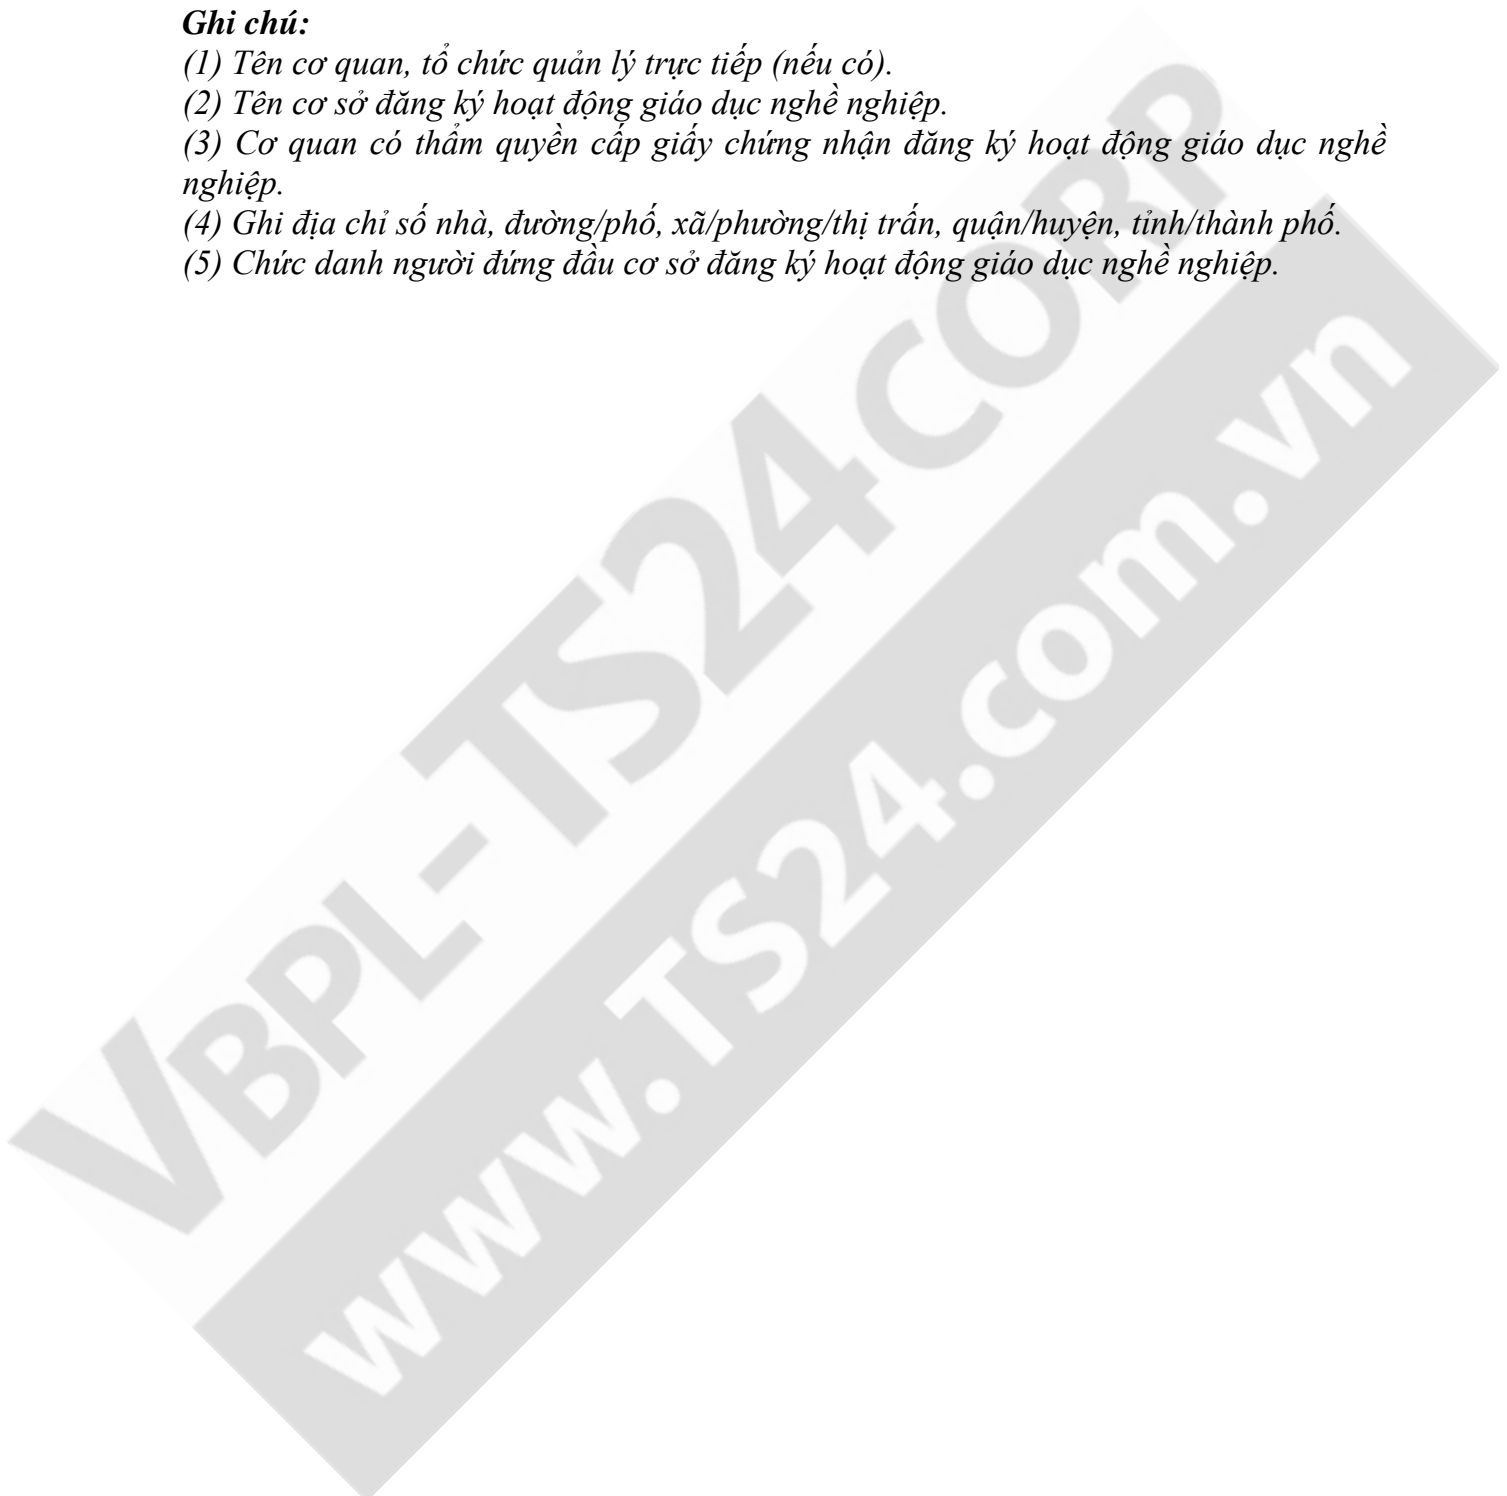 Ghi chú:
(1) Tên cơ quan, tổ chức quản lý trực tiếp (nếu có).
(2) Tên cơ sở đăng ký hoạt động giáo dục nghề nghiệp.
(3) Cơ quan có thẩm quyền cấp giấy chứng nhận đăng ký hoạt động giáo dục nghề
nghiệp.
(4) Ghi địa chỉ số nhà, đường/phố, xã/phường/thị trấn, quận/huyện, tỉnh/thành phố.
(5) Chức danh người đứng đầu cơ sở đăng ký hoạt động giáo dục nghề nghiệp.
VBPL-TS24CORP
www.TS24.com.vn